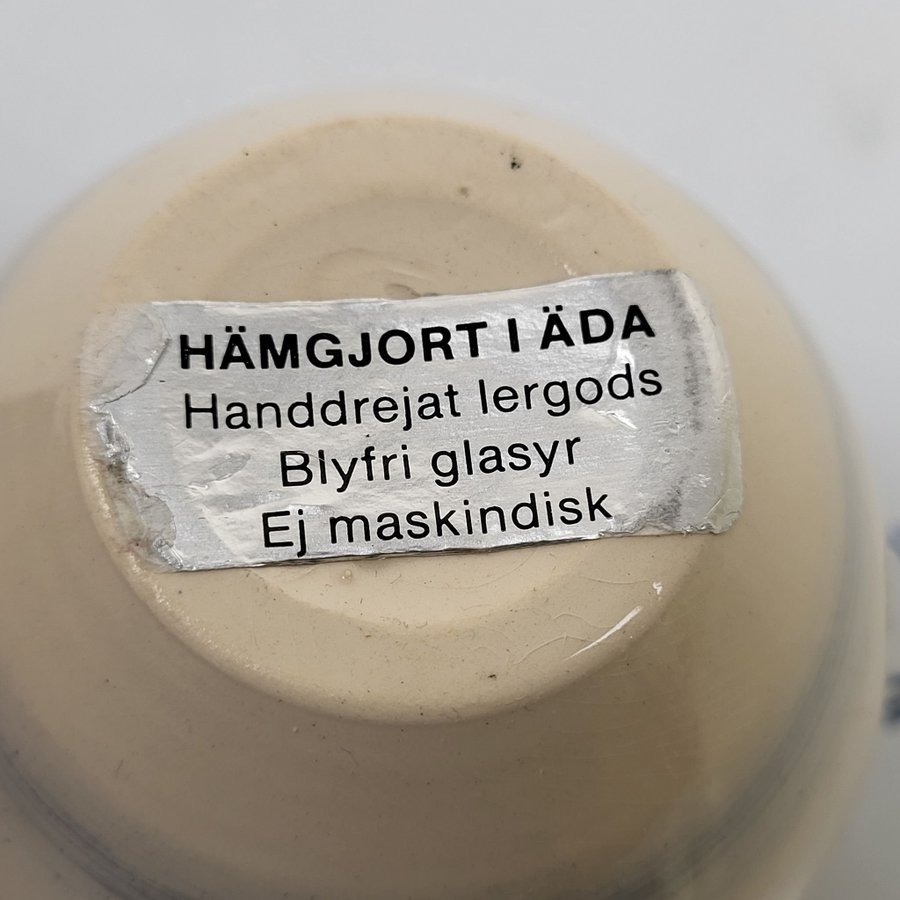 HÄMGJORT I ÄDA
Handdrejat lergods
Blyfri glasyr
Ej maskindisk